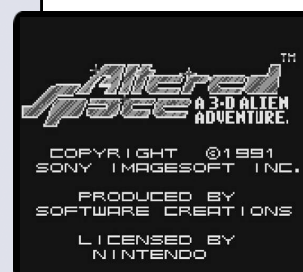 Altered TM
Space A 3-D ALIEN
ADVENTURE.
COPYRIGHT ©1991
SONY IMAGESOFT INC.
PRODUCED BY
SOFTWARE CREATIONS
LICENSED BY
NINTENDO